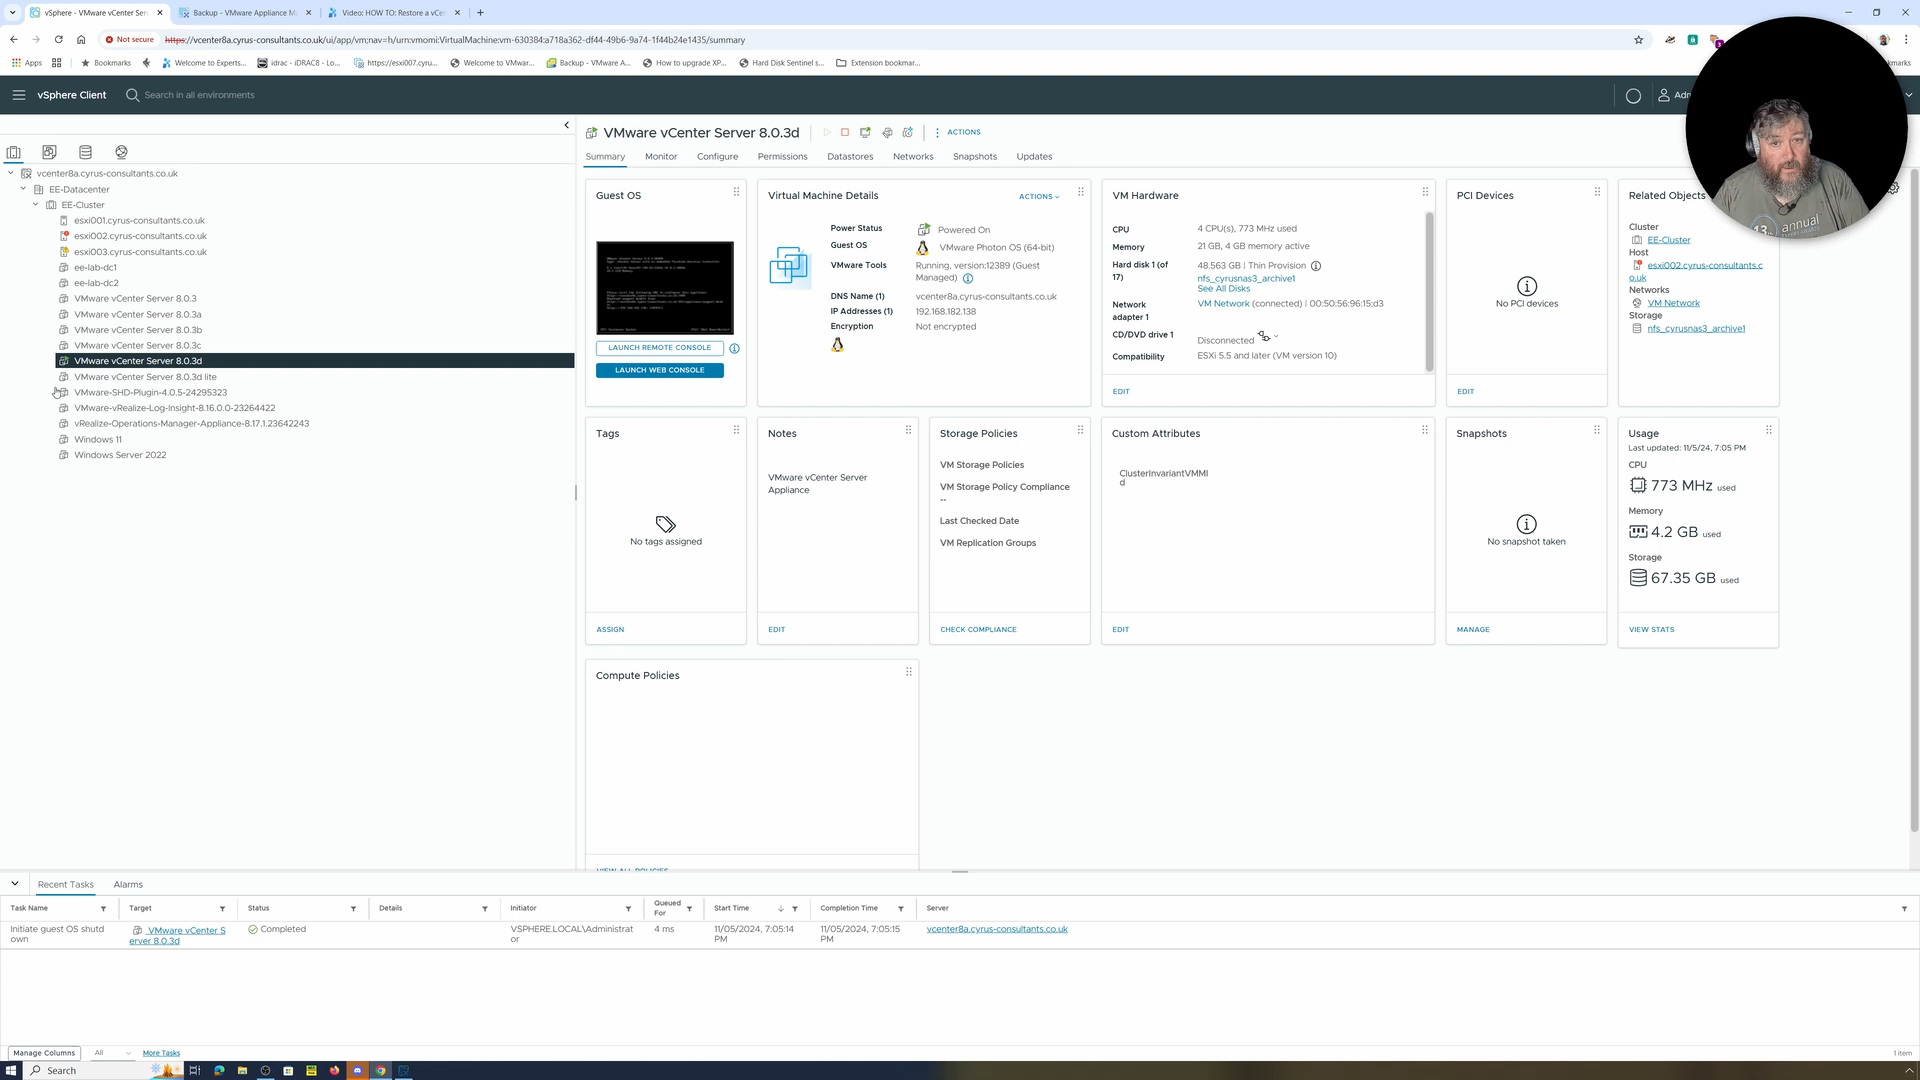 vSphere - VMware vCenter Ser
Backup - VMware Appliance M
Video: HOW TO: Restore a vCe
Not secure
https://vcenter8a.cyrus-consultants.co.uk/ui/app/vm;nav=h/urn:vmomi:VirtualMachine:vm-630384:a718a362-df44-49b6-9a74-1f44b24e1435/summary
Apps
Bookmarks
Welcome to Experts...
idrac - iDRAC8 - Lo...
https://esxi007.cyru...
Welcome to VMwar...
Backup - VMware A...
How to upgrade XP...
Hard Disk Sentinel s...
Extension bookmar...
vSphere Client
Search in all environments
vcenter8a.cyrus-consultants.co.uk
EE-Datacenter
EE-Cluster
esxi001.cyrus-consultants.co.uk
esxi002.cyrus-consultants.co.uk
esxi003.cyrus-consultants.co.uk
ee-lab-dc1
ee-lab-dc2
VMware vCenter Server 8.0.3
VMware vCenter Server 8.0.3a
VMware vCenter Server 8.0.3b
VMware vCenter Server 8.0.3c
VMware vCenter Server 8.0.3d
VMware vCenter Server 8.0.3d lite
VMware-SHD-Plugin-4.0.5-24295323
VMware-vRealize-Log-Insight-8.16.0.0-23264422
vRealize-Operations-Manager-Appliance-8.17.1.23642243
Windows 11
Windows Server 2022
VMware vCenter Server 8.0.3d
ACTIONS
Summary
Monitor
Configure
Permissions
Datastores
Networks
Snapshots
Updates
Guest OS
LAUNCH REMOTE CONSOLE
LAUNCH WEB CONSOLE
Virtual Machine Details
ACTIONS
Power Status
Powered On
Guest OS
VMware Photon OS (64-bit)
VMware Tools
Running, version:12389 (Guest
Managed)
DNS Name (1)
vcenter8a.cyrus-consultants.co.uk
IP Addresses (1)
192.168.182.138
Encryption
Not encrypted
VM Hardware
CPU
4 CPU(s), 773 MHz used
Memory
21 GB, 4 GB memory active
Hard disk 1 (of
17)
48.563 GB | Thin Provision
nfs_cyrusnas3_archive1
See All Disks
Network
adapter 1
VM Network (connected) | 00:50:56:96:15:d3
CD/DVD drive 1
Disconnected
Compatibility
ESXi 5.5 and later (VM version 10)
EDIT
PCI Devices
No PCI devices
EDIT
Related Objects
Cluster
EE-Cluster
Host
esxi002.cyrus-consultants.c
o.uk
Networks
VM Network
Storage
nfs_cyrusnas3_archive1
13
annual
Tags
No tags assigned
ASSIGN
Notes
VMware vCenter Server
Appliance
EDIT
Storage Policies
VM Storage Policies
VM Storage Policy Compliance
--
Last Checked Date
VM Replication Groups
CHECK COMPLIANCE
Custom Attributes
ClusterInvariantVMMI
d
EDIT
Snapshots
No snapshot taken
MANAGE
Usage
Last updated: 11/5/24, 7:05 PM
CPU
773 MHz used
Memory
4.2 GB used
Storage
67.35 GB used
VIEW STATS
Compute Policies
VIEW ALL POLICIES
Recent Tasks
Alarms
Task Name
Target
Status
Details
Initiator
Queued
For
Start Time
Completion Time
Server
Initiate guest OS shutd
own
VMware vCenter S
erver 8.0.3d
Completed
VSPHERE.LOCAL\Administrat
or
4 ms
11/05/2024, 7:05:14
PM
11/05/2024, 7:05:15
PM
vcenter8a.cyrus-consultants.co.uk
Manage Columns
All
More Tasks
1 item
Search